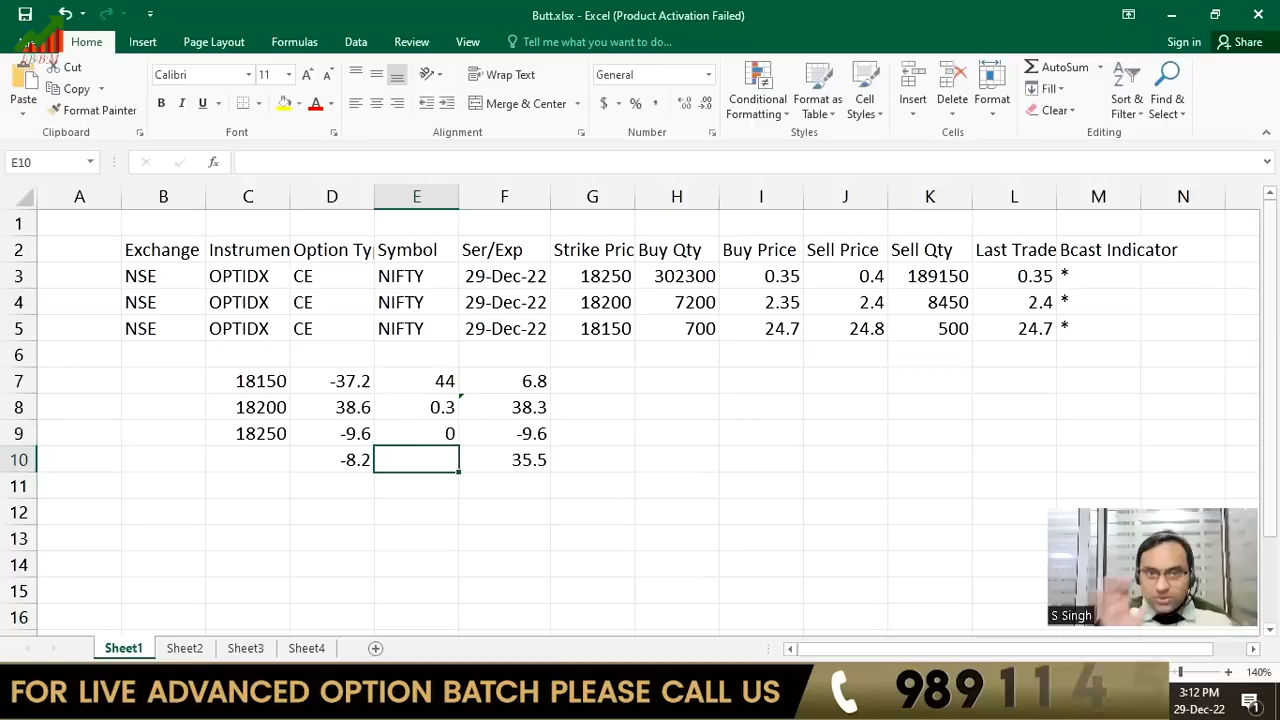 Butt.xlsx - Excel (Product Activation Failed)
Home Insert Page Layout Formulas Data Review View Tell me what you want to do... Sign in Share
IBBM
Paste Cut Copy Format Painter
Calibri 11 B I U A A A
Wrap Text Merge & Center
General $ % ,
Conditional Formatting Format as Table Cell Styles
Insert Delete Format
AutoSum Fill Clear Sort & Filter Find & Select
Clipboard Font Alignment Number Styles Cells Editing
E10 fx
A B C D E F G H I J K L M N
1
2 Exchange Instrumen Option Ty Symbol Ser/Exp Strike Pric Buy Qty Buy Price Sell Price Sell Qty Last Trade Bcast Indicator
3 NSE OPTIDX CE NIFTY 29-Dec-22 18250 302300 0.35 0.4 189150 0.35 *
4 NSE OPTIDX CE NIFTY 29-Dec-22 18200 7200 2.35 2.4 8450 2.4 *
5 NSE OPTIDX CE NIFTY 29-Dec-22 18150 700 24.7 24.8 500 24.7 *
6
7 18150 -37.2 44 6.8
8 18200 38.6 0.3 38.3
9 18250 -9.6 0 -9.6
10 -8.2 35.5
11
12
13
14
15
16
S Singh
Sheet1 Sheet2 Sheet3 Sheet4
140%
FOR LIVE ADVANCED OPTION BATCH PLEASE CALL US 989 11 4
3:12 PM
29-Dec-22
1